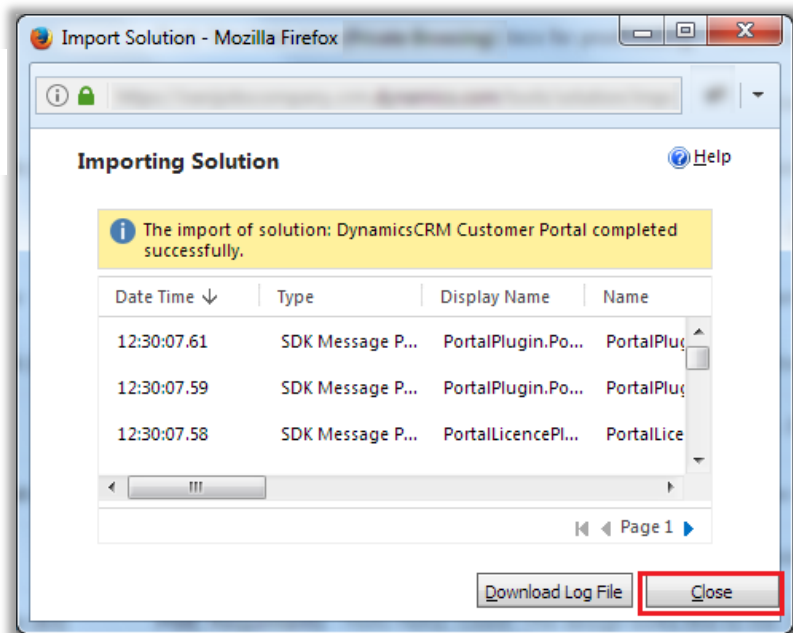 Import Solution - Mozilla Firefox
Importing Solution
Help
The import of solution: DynamicsCRM Customer Portal completed
successfully.
Date Time Type Display Name Name
12:30:07.61 SDK Message P... PortalPlugin.Po... PortalPlug
12:30:07.59 SDK Message P... PortalPlugin.Po... PortalPlug
12:30:07.58 SDK Message P... PortalLicencePl... PortalLice
Page 1
Download Log File Close